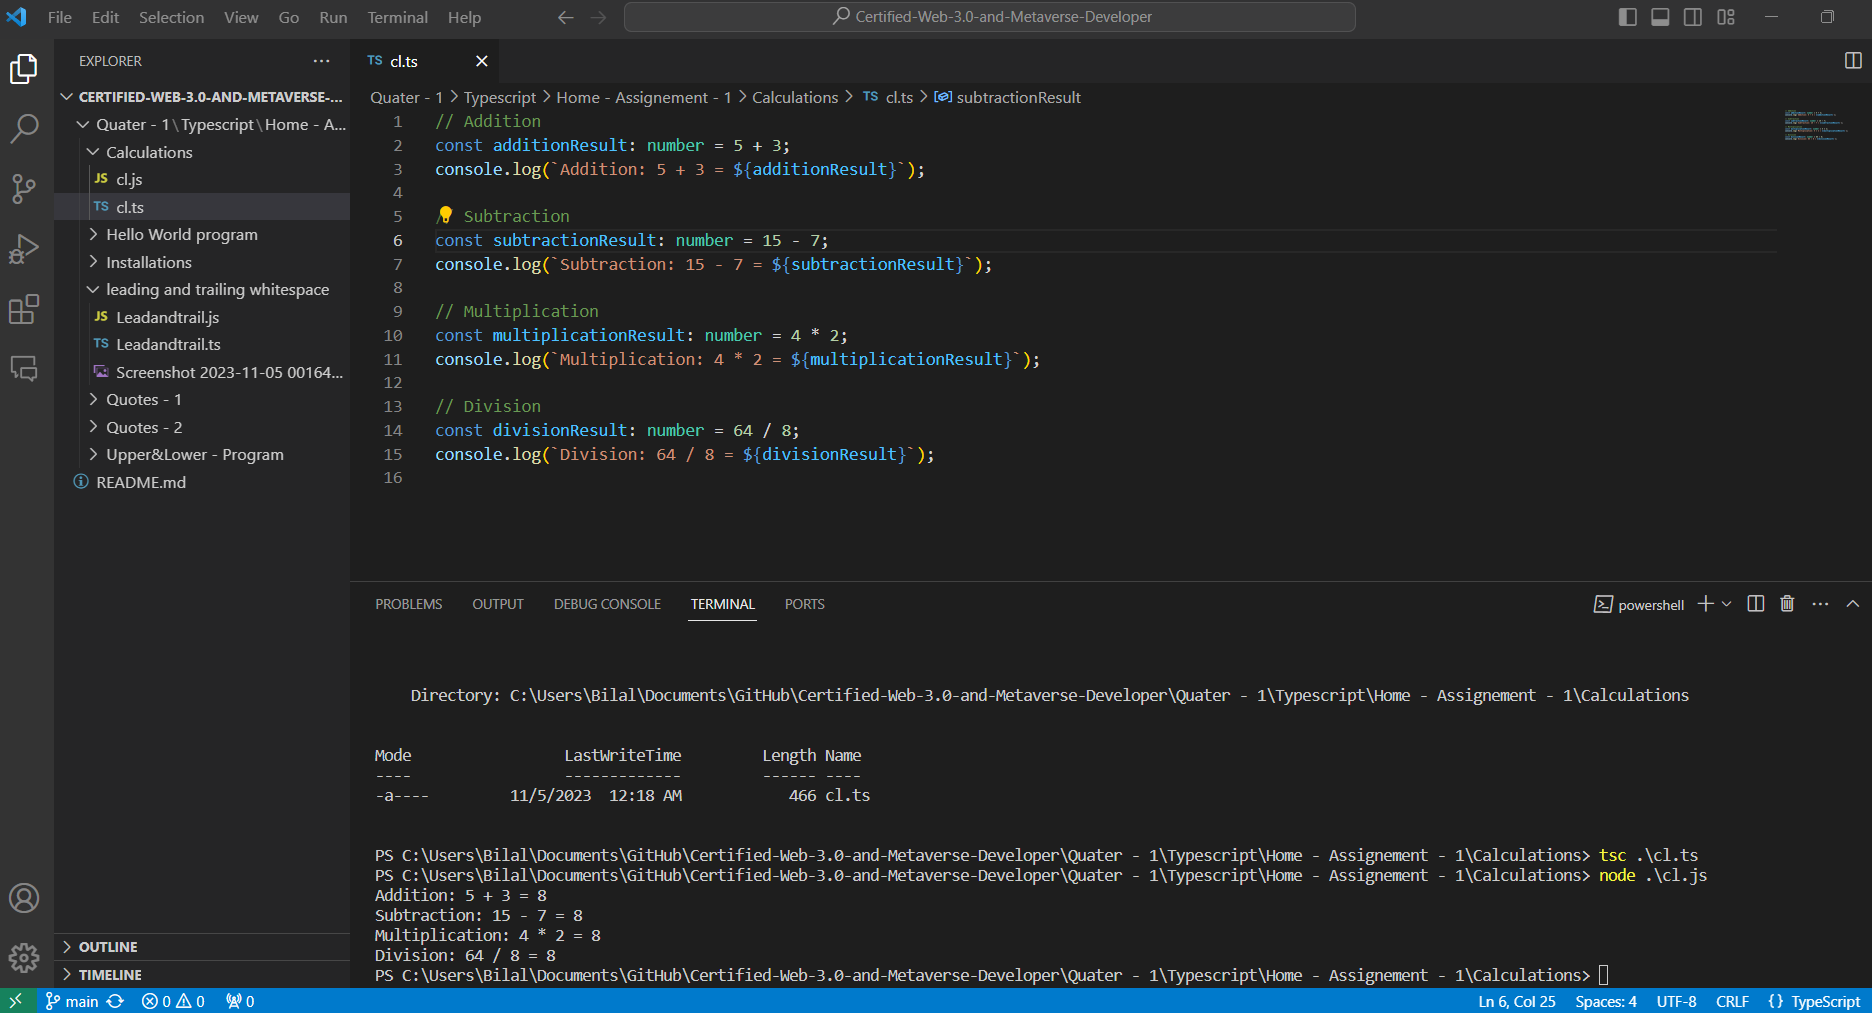 File Edit Selection View Go Run Terminal Help
Certified-Web-3.0-and-Metaverse-Developer
EXPLORER
CERTIFIED-WEB-3.0-AND-METAVERSE-...
Quater - 1\Typescript\Home - A...
Calculations
JS cl.js
TS cl.ts
Hello World program
Installations
leading and trailing whitespace
JS Leadandtrail.js
TS Leadandtrail.ts
Screenshot 2023-11-05 00164...
Quotes - 1
Quotes - 2
Upper&Lower - Program
README.md
OUTLINE
TIMELINE
TS cl.ts
Quater - 1 > Typescript > Home - Assignement - 1 > Calculations > TS cl.ts > subtractionResult
1 // Addition
2 const additionResult: number = 5 + 3;
3 console.log(`Addition: 5 + 3 = ${additionResult}`);
4
5 / Subtraction
6 const subtractionResult: number = 15 - 7;
7 console.log(`Subtraction: 15 - 7 = ${subtractionResult}`);
8
9 // Multiplication
10 const multiplicationResult: number = 4 * 2;
11 console.log(`Multiplication: 4 * 2 = ${multiplicationResult}`);
12
13 // Division
14 const divisionResult: number = 64 / 8;
15 console.log(`Division: 64 / 8 = ${divisionResult}`);
16
PROBLEMS OUTPUT DEBUG CONSOLE TERMINAL PORTS
powershell
Directory: C:\Users\Bilal\Documents\GitHub\Certified-Web-3.0-and-Metaverse-Developer\Quater - 1\Typescript\Home - Assignement - 1\Calculations
Mode LastWriteTime Length Name
---- ------------- ------ ----
-a---- 11/5/2023 12:18 AM 466 cl.ts
PS C:\Users\Bilal\Documents\GitHub\Certified-Web-3.0-and-Metaverse-Developer\Quater - 1\Typescript\Home - Assignement - 1\Calculations> tsc .\cl.ts
PS C:\Users\Bilal\Documents\GitHub\Certified-Web-3.0-and-Metaverse-Developer\Quater - 1\Typescript\Home - Assignement - 1\Calculations> node .\cl.js
Addition: 5 + 3 = 8
Subtraction: 15 - 7 = 8
Multiplication: 4 * 2 = 8
Division: 64 / 8 = 8
PS C:\Users\Bilal\Documents\GitHub\Certified-Web-3.0-and-Metaverse-Developer\Quater - 1\Typescript\Home - Assignement - 1\Calculations>
main 0 0 0 Ln 6, Col 25 Spaces: 4 UTF-8 CRLF {} TypeScript